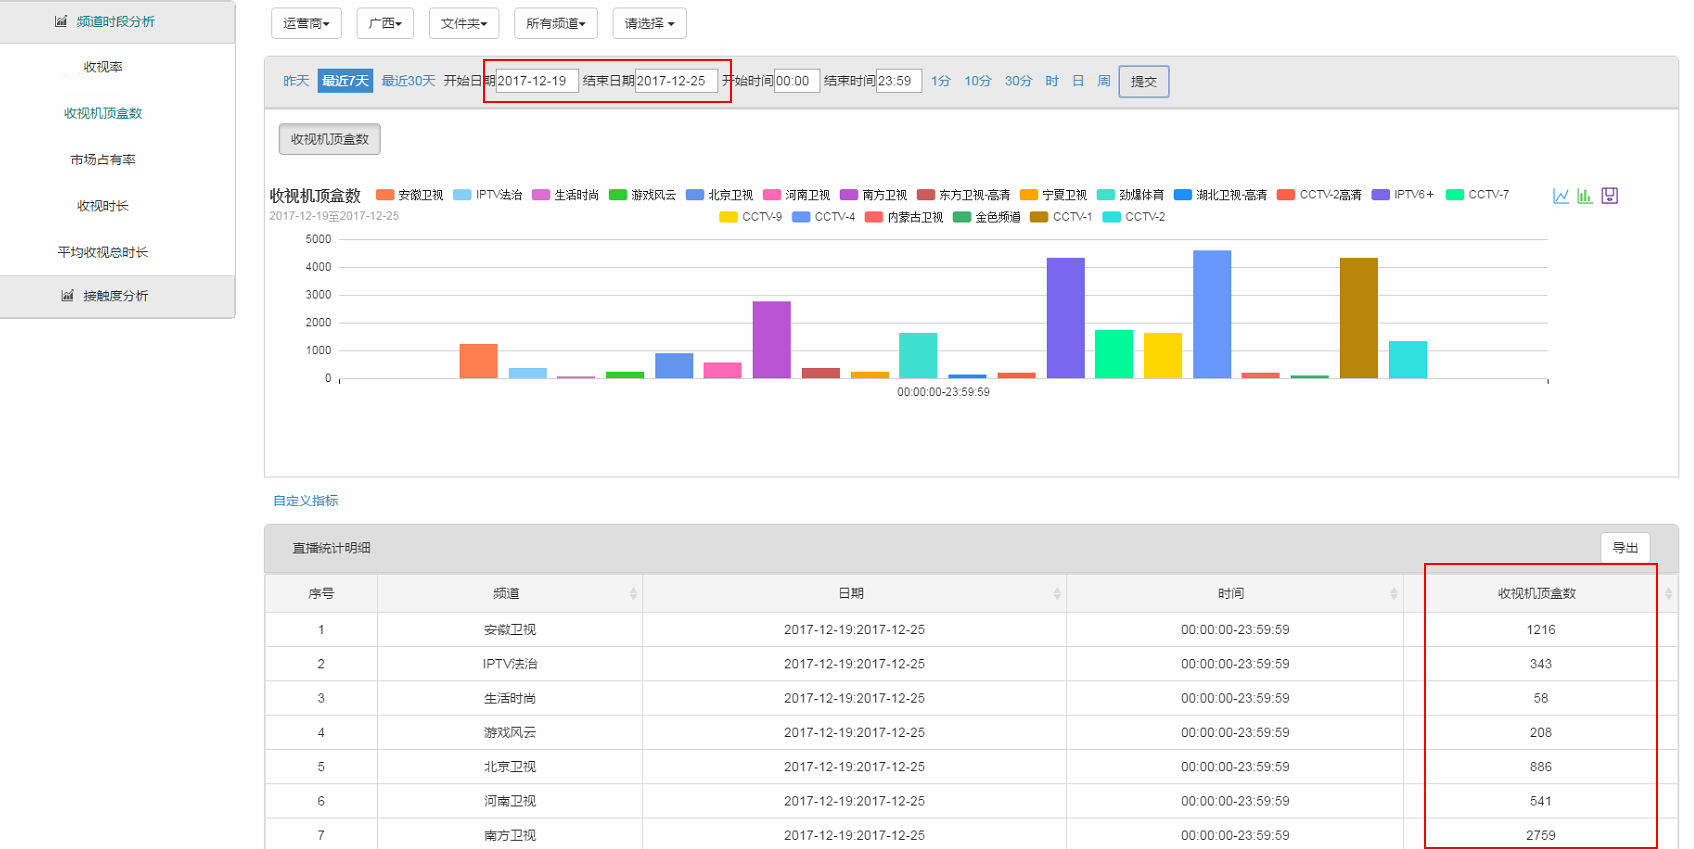 频道时段分析
收视率
收视机顶盒数
市场占有率
收视时长
平均收视总时长
接触度分析
运营商 广西 文件夹 所有频道 请选择
昨天 最近7天 最近30天 开始日期 2017-12-19 结束日期 2017-12-25 开始时间 00:00 结束时间 23:59 1分 10分 30分 时 日 周 提交
收视机顶盒数
收视机顶盒数 安徽卫视 IPTV法治 生活时尚 游戏风云 北京卫视 河南卫视 南方卫视 东方卫视-高清 宁夏卫视 劲爆体育 湖北卫视-高清 CCTV-2高清 IPTV6+ CCTV-7
2017-12-19至2017-12-25 CCTV-9 CCTV-4 内蒙古卫视 金色频道 CCTV-1 CCTV-2
5000
4000
3000
2000
1000
0
00:00:00-23:59:59
自定义指标
直播统计明细 导出
序号 频道 日期 时间 收视机顶盒数
1 安徽卫视 2017-12-19:2017-12-25 00:00:00-23:59:59 1216
2 IPTV法治 2017-12-19:2017-12-25 00:00:00-23:59:59 343
3 生活时尚 2017-12-19:2017-12-25 00:00:00-23:59:59 58
4 游戏风云 2017-12-19:2017-12-25 00:00:00-23:59:59 208
5 北京卫视 2017-12-19:2017-12-25 00:00:00-23:59:59 886
6 河南卫视 2017-12-19:2017-12-25 00:00:00-23:59:59 541
7 南方卫视 2017-12-19:2017-12-25 00:00:00-23:59:59 2759